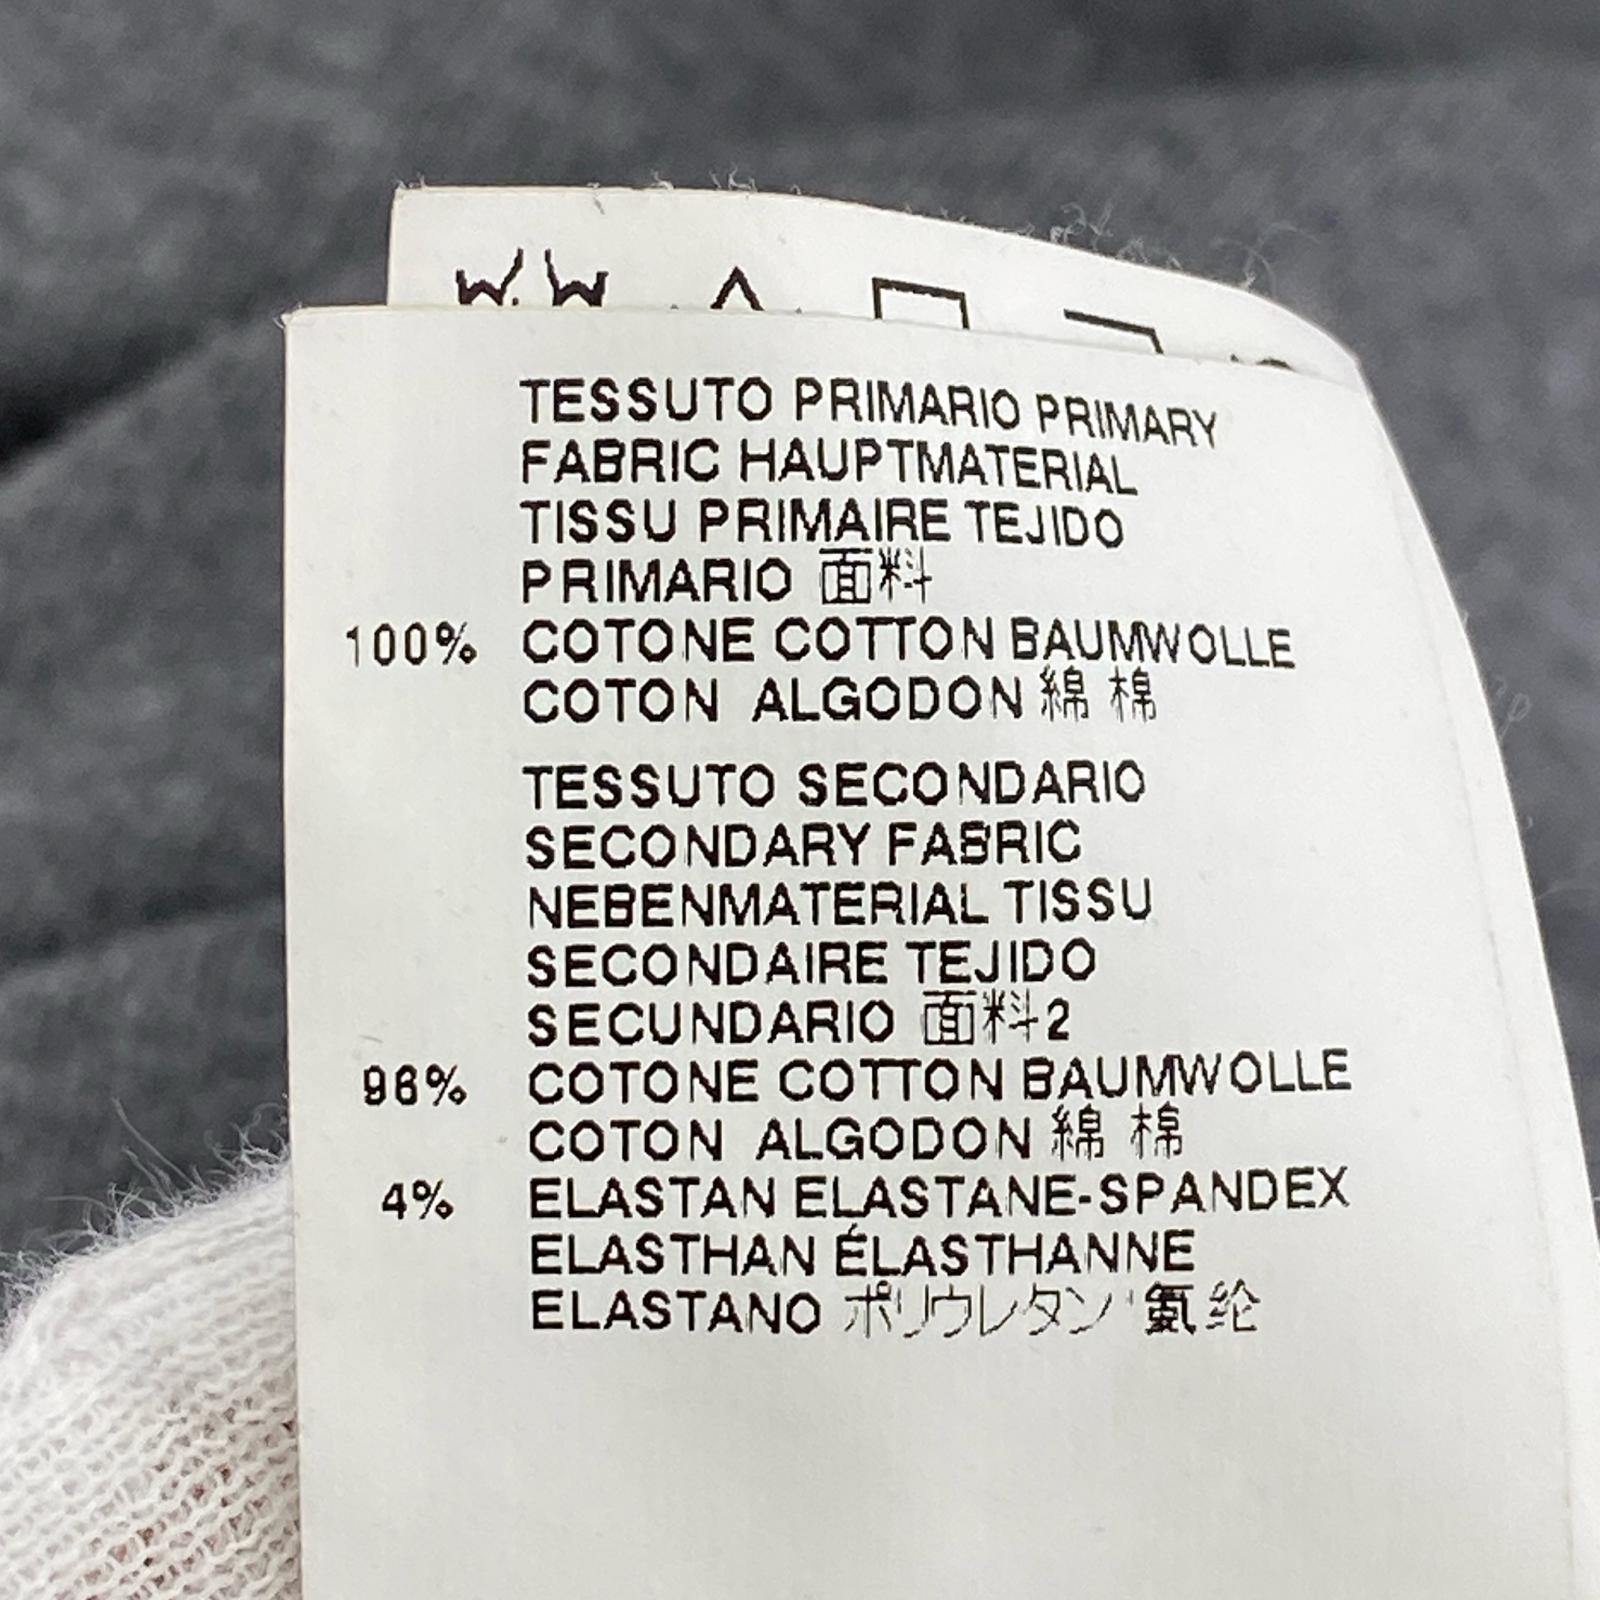 TESSUTO PRIMARIO PRIMARY
FABRIC HAUPTMATERIAL
TISSU PRIMAIRE TEJIDO
PRIMARIO 面料
100% COTONE COTTON BAUMWOLLE
COTON ALGODON 綿 棉
TESSUTO SECONDARIO
SECONDARY FABRIC
NEBENMATERIAL TISSU
SECONDAIRE TEJIDO
SECUNDARIO 面料2
96% COTONE COTTON BAUMWOLLE
COTON ALGODON 綿 棉
4% ELASTAN ELASTANE-SPANDEX
ELASTHAN ÉLASTHANNE
ELASTANO ポリウレタン 氨纶